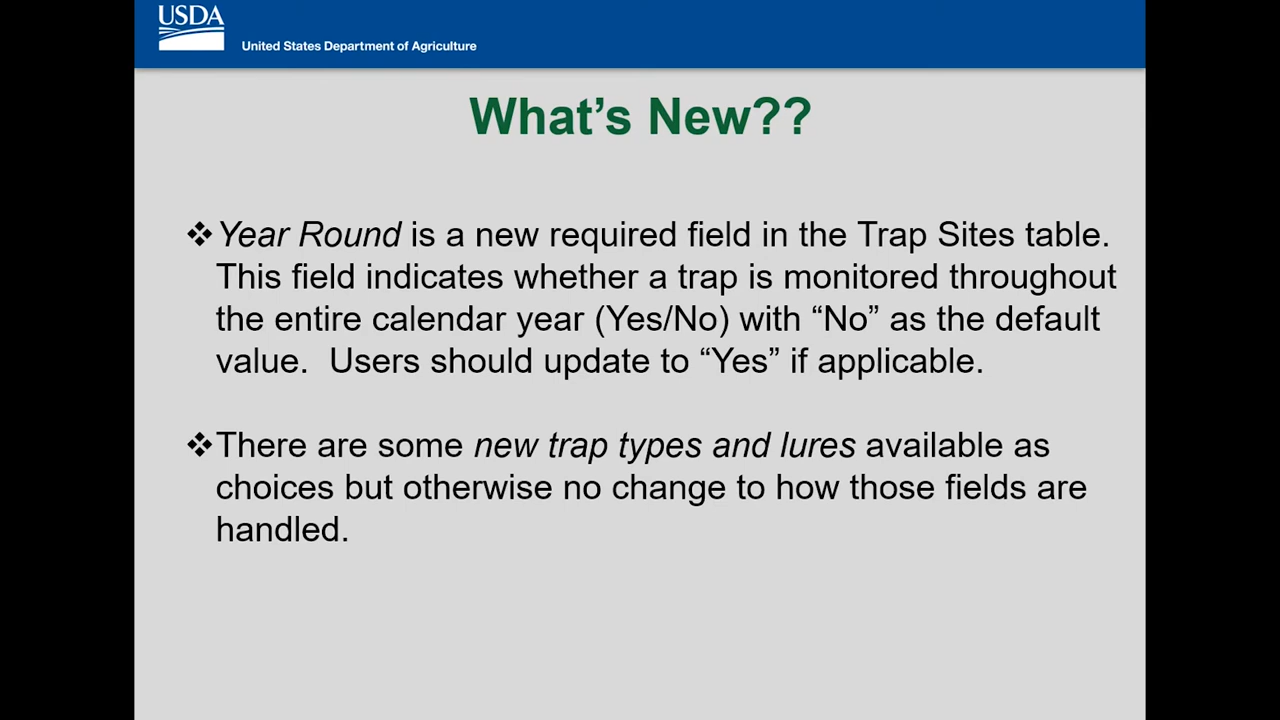 USDA
United States Department of Agriculture
What’s New??
❖Year Round is a new required field in the Trap Sites table.
This field indicates whether a trap is monitored throughout
the entire calendar year (Yes/No) with “No” as the default
value.  Users should update to “Yes” if applicable.
❖There are some new trap types and lures available as
choices but otherwise no change to how those fields are
handled.